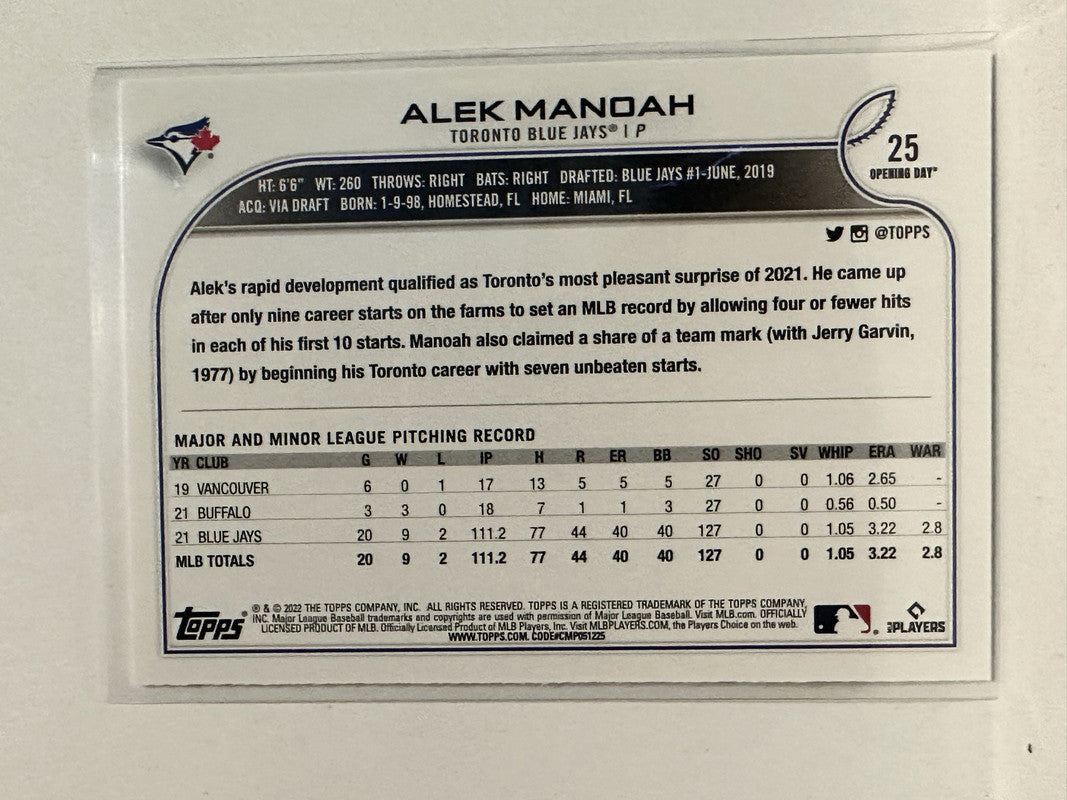 ALEK MANOAH
TORONTO BLUE JAYS® | P
25
OPENING DAY®
HT: 6'6" WT: 260 THROWS: RIGHT BATS: RIGHT DRAFTED: BLUE JAYS #1-JUNE, 2019
ACQ: VIA DRAFT BORN: 1-9-98, HOMESTEAD, FL HOME: MIAMI, FL
@TOPPS
Alek's rapid development qualified as Toronto's most pleasant surprise of 2021. He came up
after only nine career starts on the farms to set an MLB record by allowing four or fewer hits
in each of his first 10 starts. Manoah also claimed a share of a team mark (with Jerry Garvin,
1977) by beginning his Toronto career with seven unbeaten starts.
MAJOR AND MINOR LEAGUE PITCHING RECORD
YR CLUB G W L IP H R ER BB SO SHO SV WHIP ERA WAR
19 VANCOUVER 6 0 1 17 13 5 5 5 27 0 0 1.06 2.65 -
21 BUFFALO 3 3 0 18 7 1 1 3 27 0 0 0.56 0.50 -
21 BLUE JAYS 20 9 2 111.2 77 44 40 40 127 0 0 1.05 3.22 2.8
MLB TOTALS 20 9 2 111.2 77 44 40 40 127 0 0 1.05 3.22 2.8
Topps®
® & © 2022 THE TOPPS COMPANY, INC. ALL RIGHTS RESERVED. TOPPS IS A REGISTERED TRADEMARK OF THE TOPPS COMPANY,
INC. Major League Baseball trademarks and copyrights are used with permission of Major League Baseball. Visit MLB.com. OFFICIALLY
LICENSED PRODUCT OF MLB. Officially Licensed Product of MLB Players, Inc. Visit MLBPLAYERS.COM, the Players Choice on the web.
WWW.TOPPS.COM. CODE#CMP051225
MLBPLAYERS